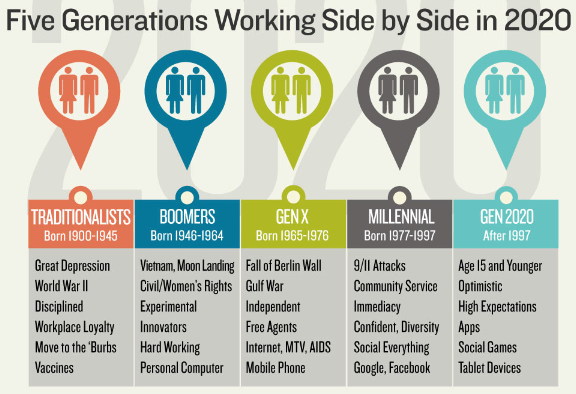 Five Generations Working Side by Side in 2020
2020
TRADITIONALISTS
Born 1900-1945
Great Depression
World War II
Disciplined
Workplace Loyalty
Move to the ‘Burbs
Vaccines
BOOMERS
Born 1946-1964
Vietnam, Moon Landing
Civil/Women's Rights
Experimental
Innovators
Hard Working
Personal Computer
GEN X
Born 1965-1976
Fall of Berlin Wall
Gulf War
Independent
Free Agents
Internet, MTV, AIDS
Mobile Phone
MILLENNIAL
Born 1977-1997
9/11 Attacks
Community Service
Immediacy
Confident, Diversity
Social Everything
Google, Facebook
GEN 2020
After 1997
Age 15 and Younger
Optimistic
High Expectations
Apps
Social Games
Tablet Devices